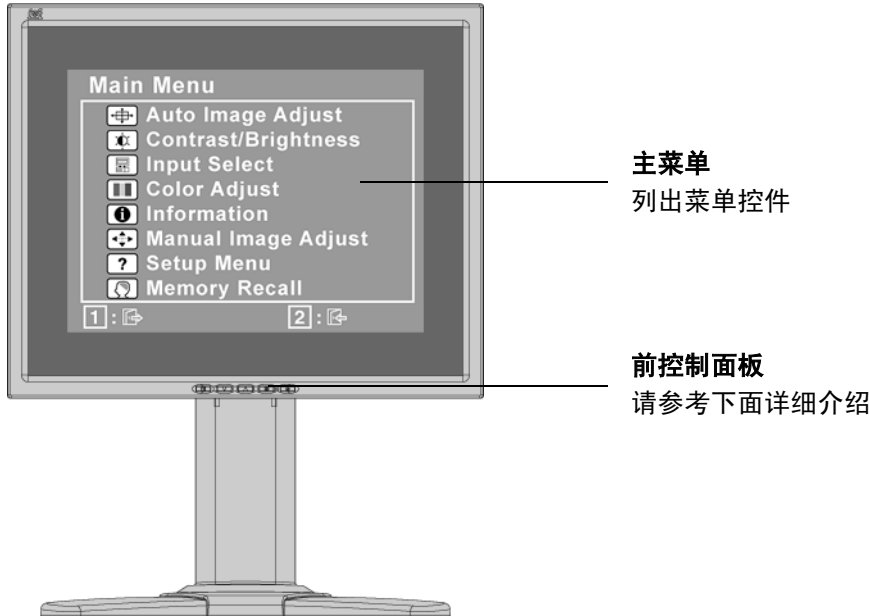 Main Menu
Auto Image Adjust
Contrast/Brightness
Input Select
Color Adjust
Information
Manual Image Adjust
Setup Menu
Memory Recall
1 : 2 :
主菜单
列出菜单控件
前控制面板
请参考下面详细介绍